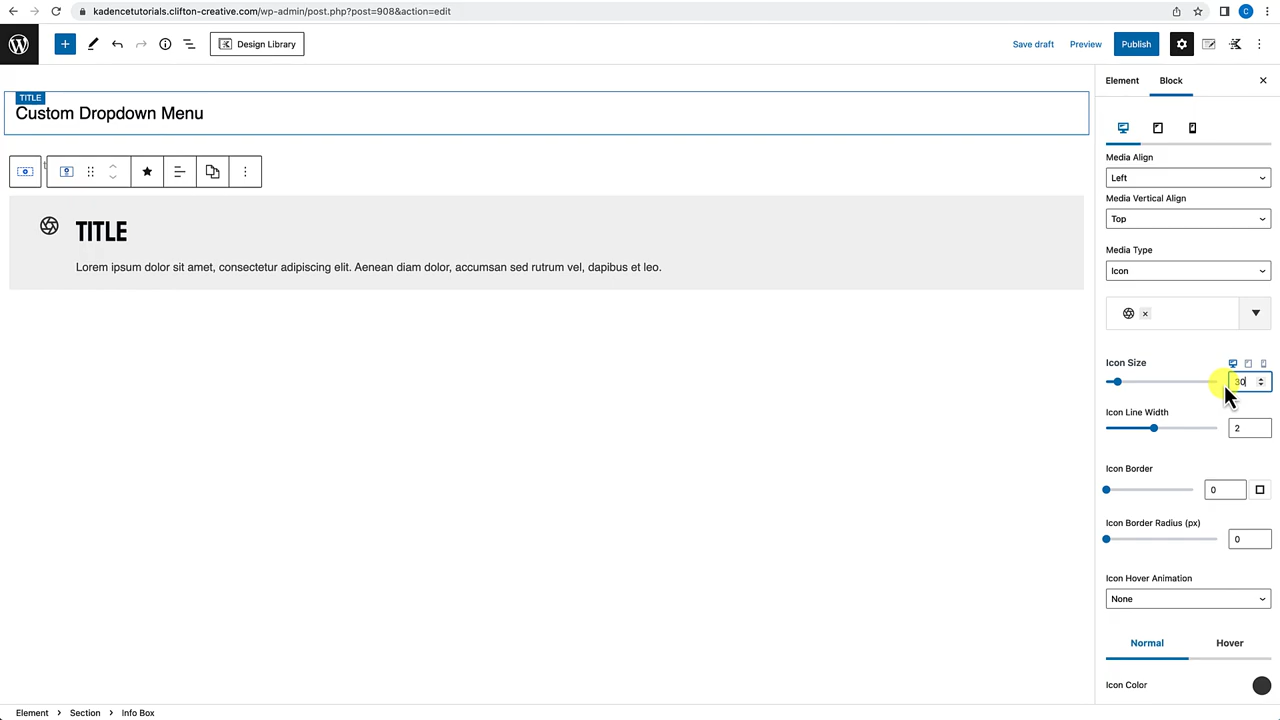 kadencetutorials.clifton-creative.com/wp-admin/post.php?post=908&action=edit
C
Design Library
Save draft
Preview
Publish
TITLE
Custom Dropdown Menu
TITLE
Lorem ipsum dolor sit amet, consectetur adipiscing elit. Aenean diam dolor, accumsan sed rutrum vel, dapibus et leo.
Element
Block
Media Align
Left
Media Vertical Align
Top
Media Type
Icon
Icon Size
30
Icon Line Width
2
Icon Border
0
Icon Border Radius (px)
0
Icon Hover Animation
None
Normal
Hover
Icon Color
Element
Section
Info Box